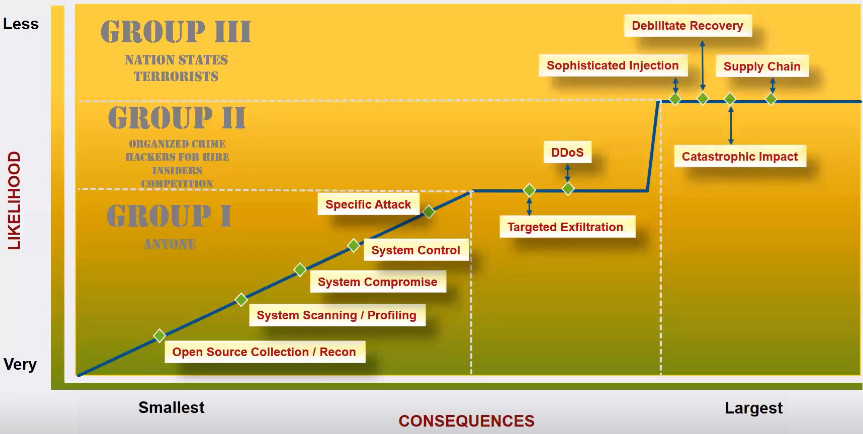 Less
GROUP III
NATION STATES
TERRORISTS
Debilitate Recovery
Sophisticated Injection
Supply Chain
GROUP II
ORGANIZED CRIME
HACKERS FOR HIRE
INSIDERS
COMPETITION
DDoS
Catastrophic Impact
LIKELIHOOD
GROUP I
ANYONE
Specific Attack
Targeted Exfiltration
System Control
System Compromise
System Scanning / Profiling
Open Source Collection / Recon
Very
Smallest
CONSEQUENCES
Largest